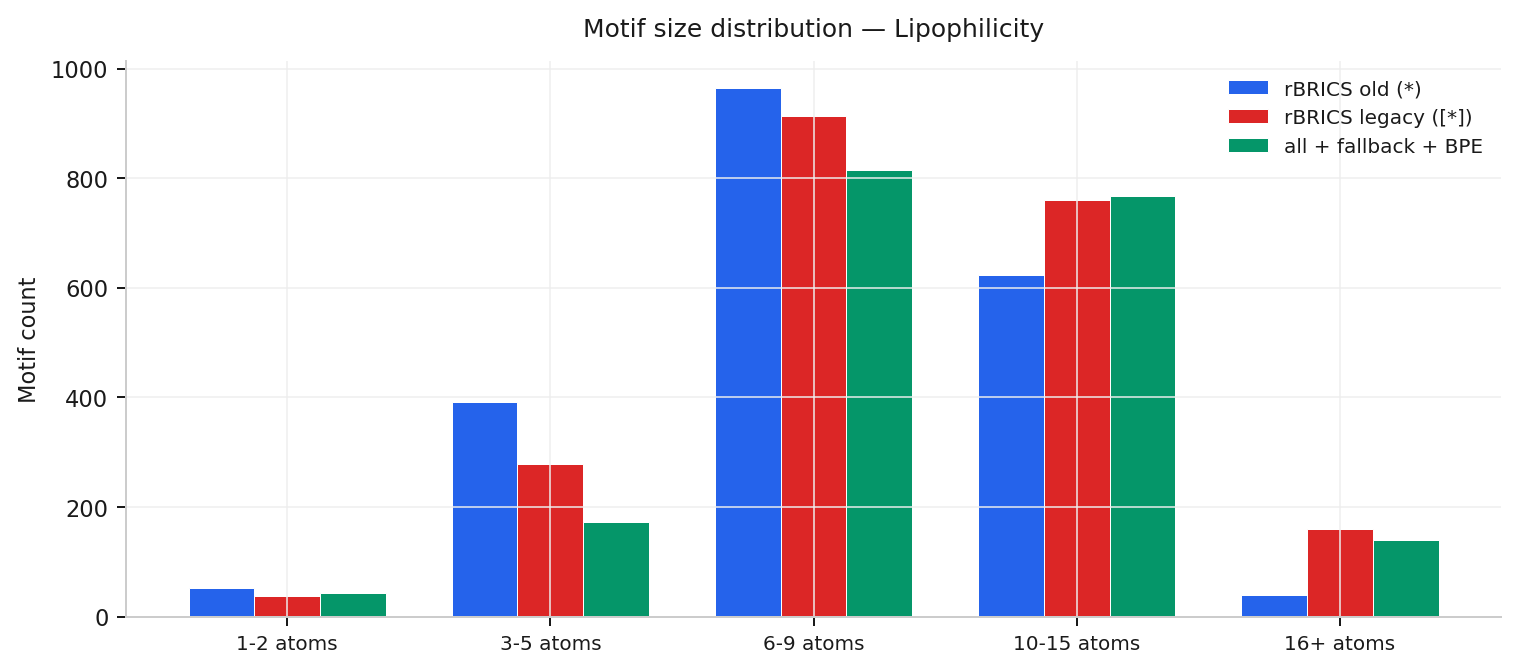 Motif size distribution — Lipophilicity
rBRICS old (*)
rBRICS legacy ([*])
all + fallback + BPE
Motif count
1000
800
600
400
200
0
1-2 atoms
3-5 atoms
6-9 atoms
10-15 atoms
16+ atoms